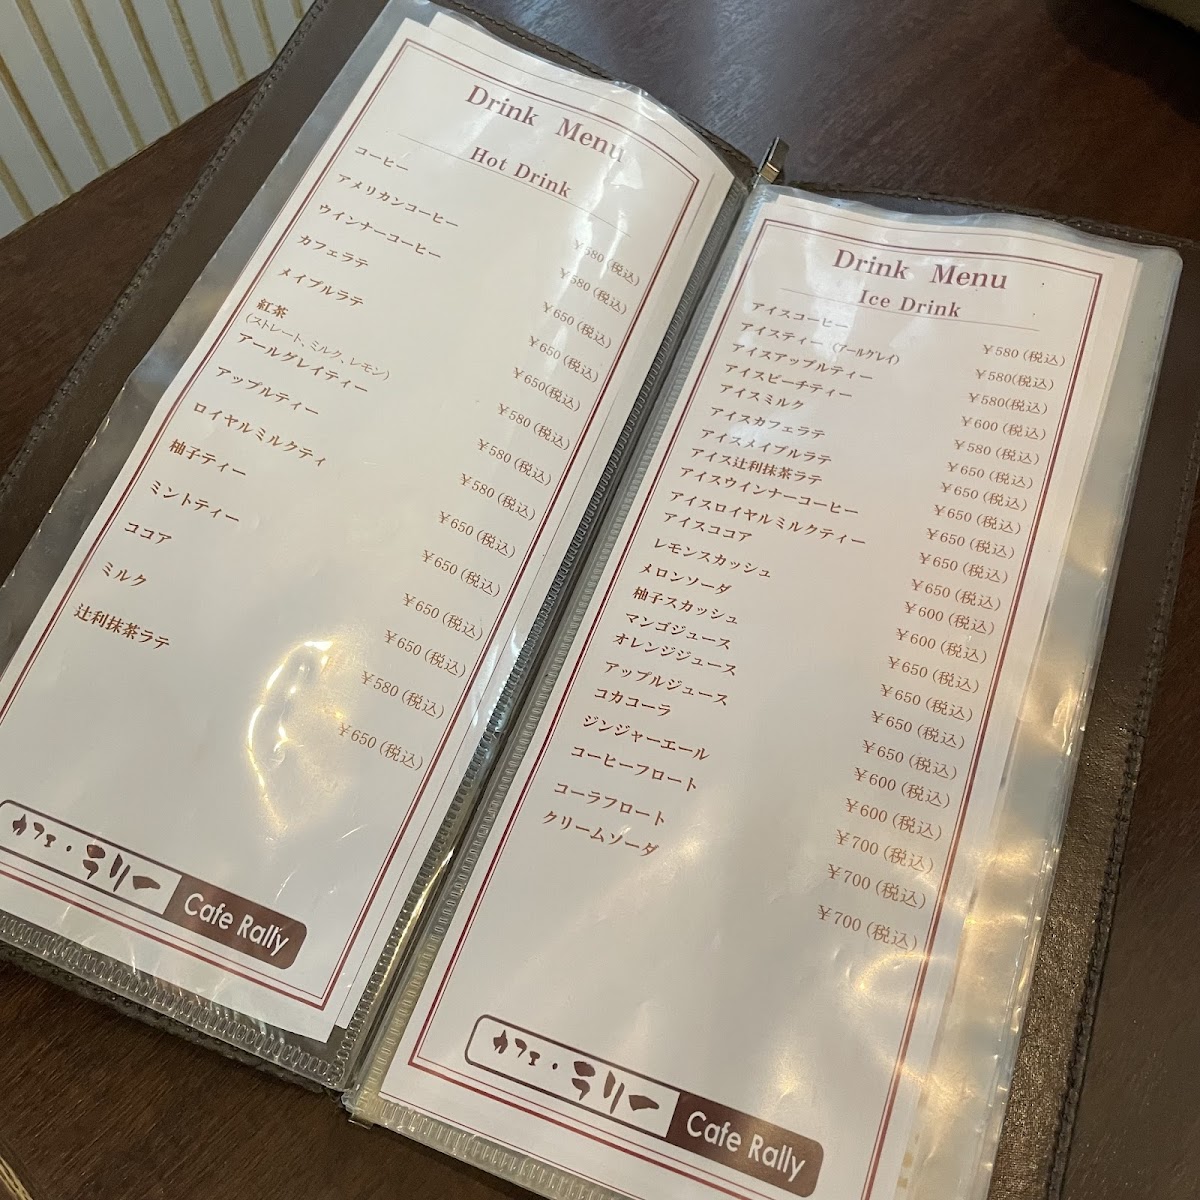 Drink Menu
Hot Drink
コーヒー ¥580(税込)
アメリカンコーヒー ¥580(税込)
ウインナーコーヒー ¥650(税込)
カフェラテ ¥650(税込)
メイプルラテ ¥650(税込)
紅茶 ¥580(税込)
(ストレート、ミルク、レモン)
アールグレイティー ¥580(税込)
アップルティー ¥580(税込)
ロイヤルミルクティ ¥650(税込)
柚子ティー ¥650(税込)
ミントティー ¥650(税込)
ココア ¥650(税込)
ミルク ¥580(税込)
辻利抹茶ラテ ¥650(税込)
カフェ・ラリー Cafe Rally
Drink Menu
Ice Drink
アイスコーヒー ¥580(税込)
アイスティー (アールグレイ) ¥580(税込)
アイスアップルティー ¥580(税込)
アイスピーチティー ¥600(税込)
アイスミルク ¥580(税込)
アイスカフェラテ ¥650(税込)
アイスメイプルラテ ¥650(税込)
アイス辻利抹茶ラテ ¥650(税込)
アイスウインナーコーヒー ¥650(税込)
アイスロイヤルミルクティー ¥650(税込)
アイスココア ¥650(税込)
レモンスカッシュ ¥600(税込)
メロンソーダ ¥600(税込)
柚子スカッシュ ¥650(税込)
マンゴジュース ¥650(税込)
オレンジジュース ¥650(税込)
アップルジュース ¥650(税込)
コカコーラ ¥600(税込)
ジンジャーエール ¥600(税込)
コーヒーフロート ¥700(税込)
コーラフロート ¥700(税込)
クリームソーダ ¥700(税込)
カフェ・ラリー Cafe Rally